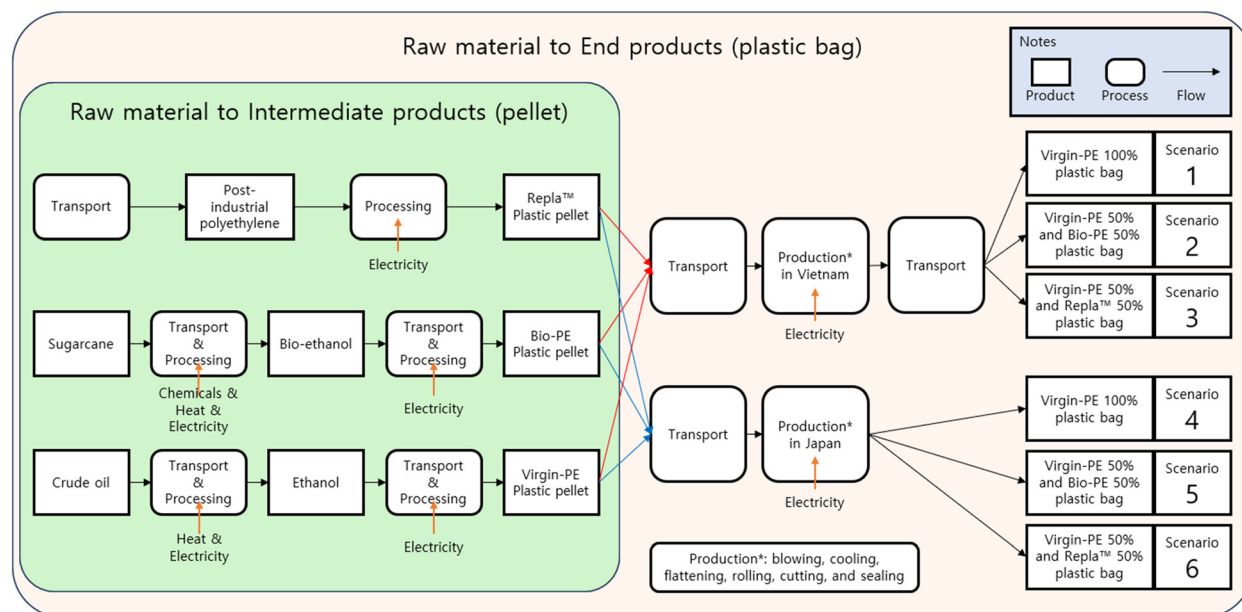 Raw material to End products (plastic bag)
Notes
Product
Process
Flow
Raw material to Intermediate products (pellet)
Transport
Post-
industrial
polyethylene
Processing
Electricity
Repla™
Plastic pellet
Sugarcane
Transport
&
Processing
Chemicals &
Heat &
Electricity
Bio-ethanol
Transport
&
Processing
Electricity
Bio-PE
Plastic pellet
Crude oil
Transport
&
Processing
Heat &
Electricity
Ethanol
Transport
&
Processing
Electricity
Virgin-PE
Plastic pellet
Transport
Production*
in Vietnam
Electricity
Transport
Transport
Production*
in Japan
Electricity
Production*: blowing, cooling,
flattening, rolling, cutting, and sealing
Virgin-PE 100%
plastic bag
Scenario
1
Virgin-PE 50%
and Bio-PE 50%
plastic bag
Scenario
2
Virgin-PE 50%
and Repla™ 50%
plastic bag
Scenario
3
Virgin-PE 100%
plastic bag
Scenario
4
Virgin-PE 50%
and Bio-PE 50%
plastic bag
Scenario
5
Virgin-PE 50%
and Repla™ 50%
plastic bag
Scenario
6